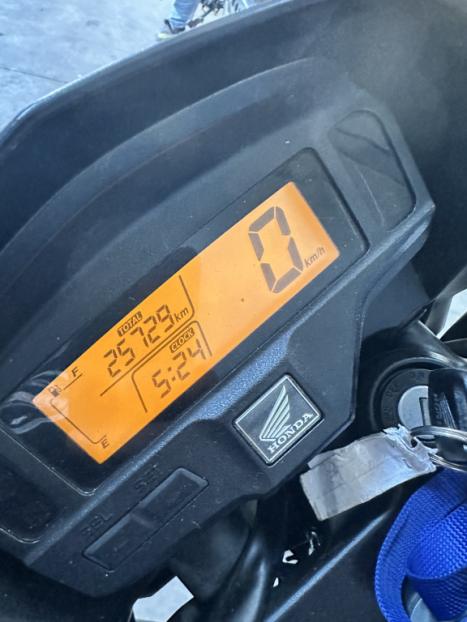 0
km/h
TOTAL
25729 km
F
CLOCK
5:24
E
HONDA
SEL SET